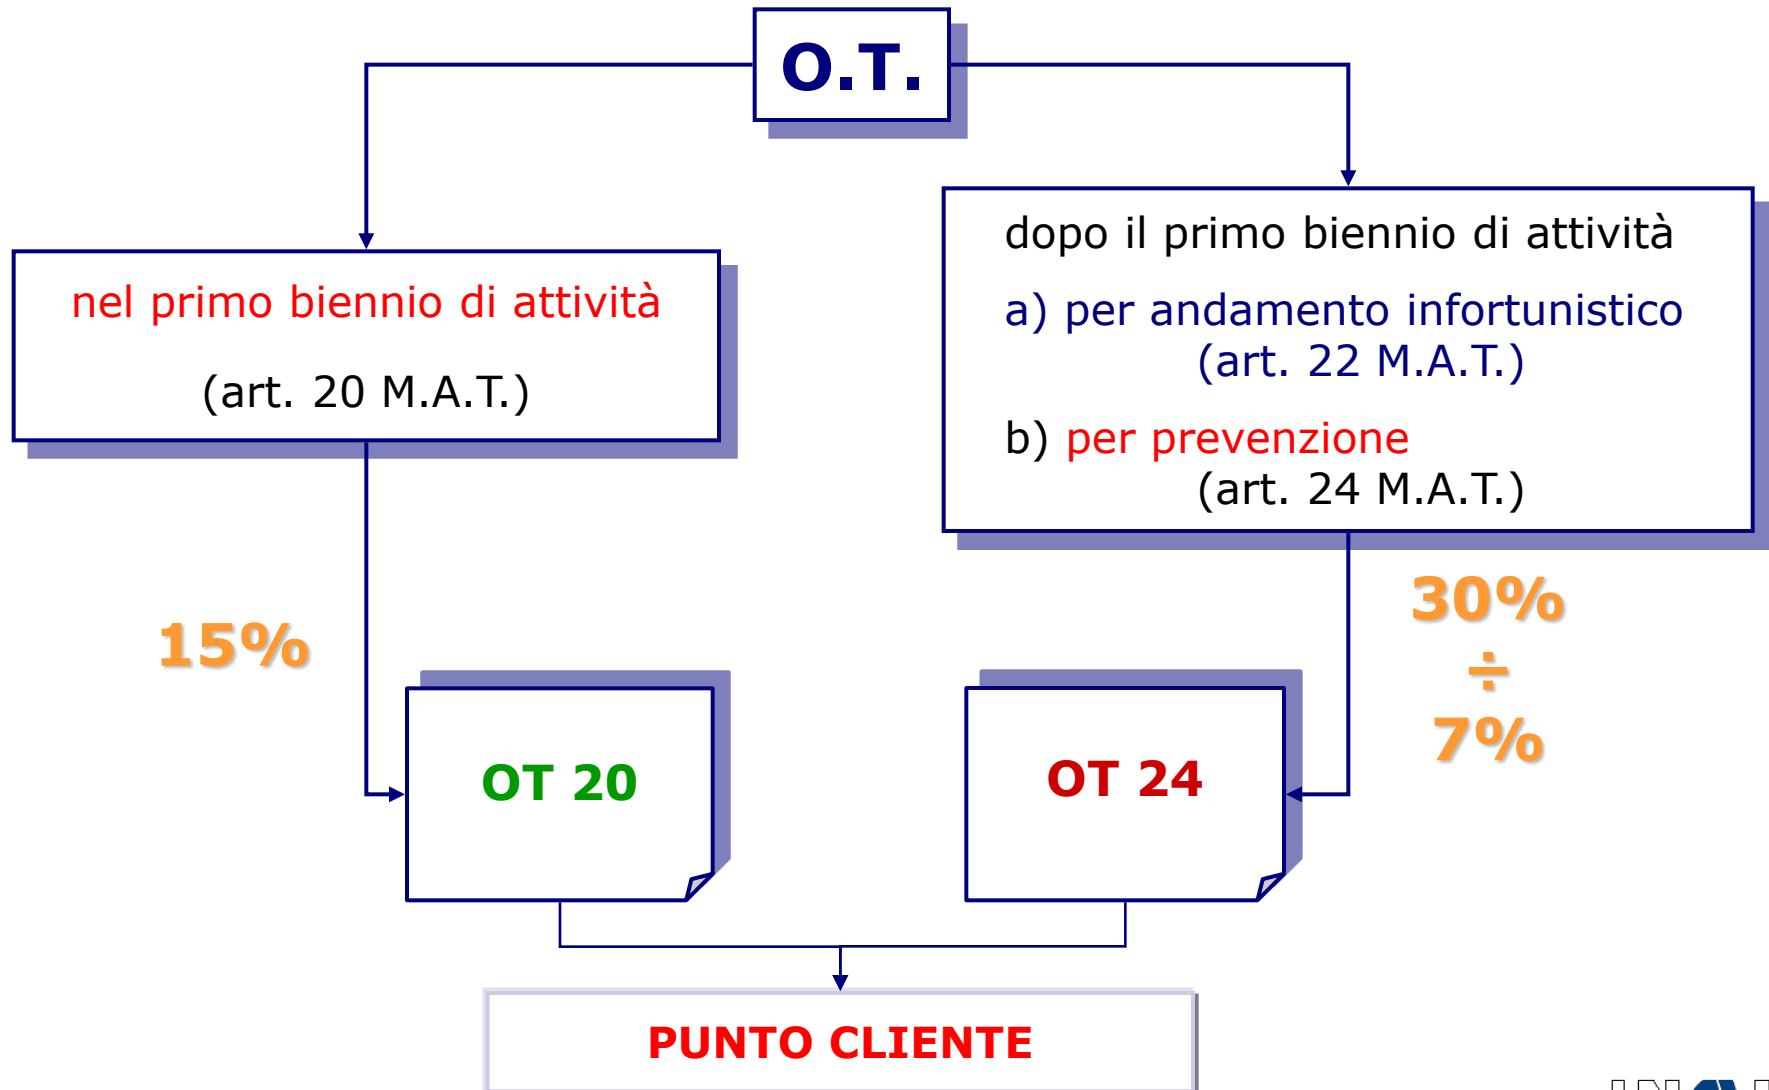 O.T.
nel primo biennio di attività
(art. 20 M.A.T.)
dopo il primo biennio di attività
a) per andamento infortunistico
(art. 22 M.A.T.)
b) per prevenzione
(art. 24 M.A.T.)
15%
30%
÷
7%
OT 20
OT 24
PUNTO CLIENTE